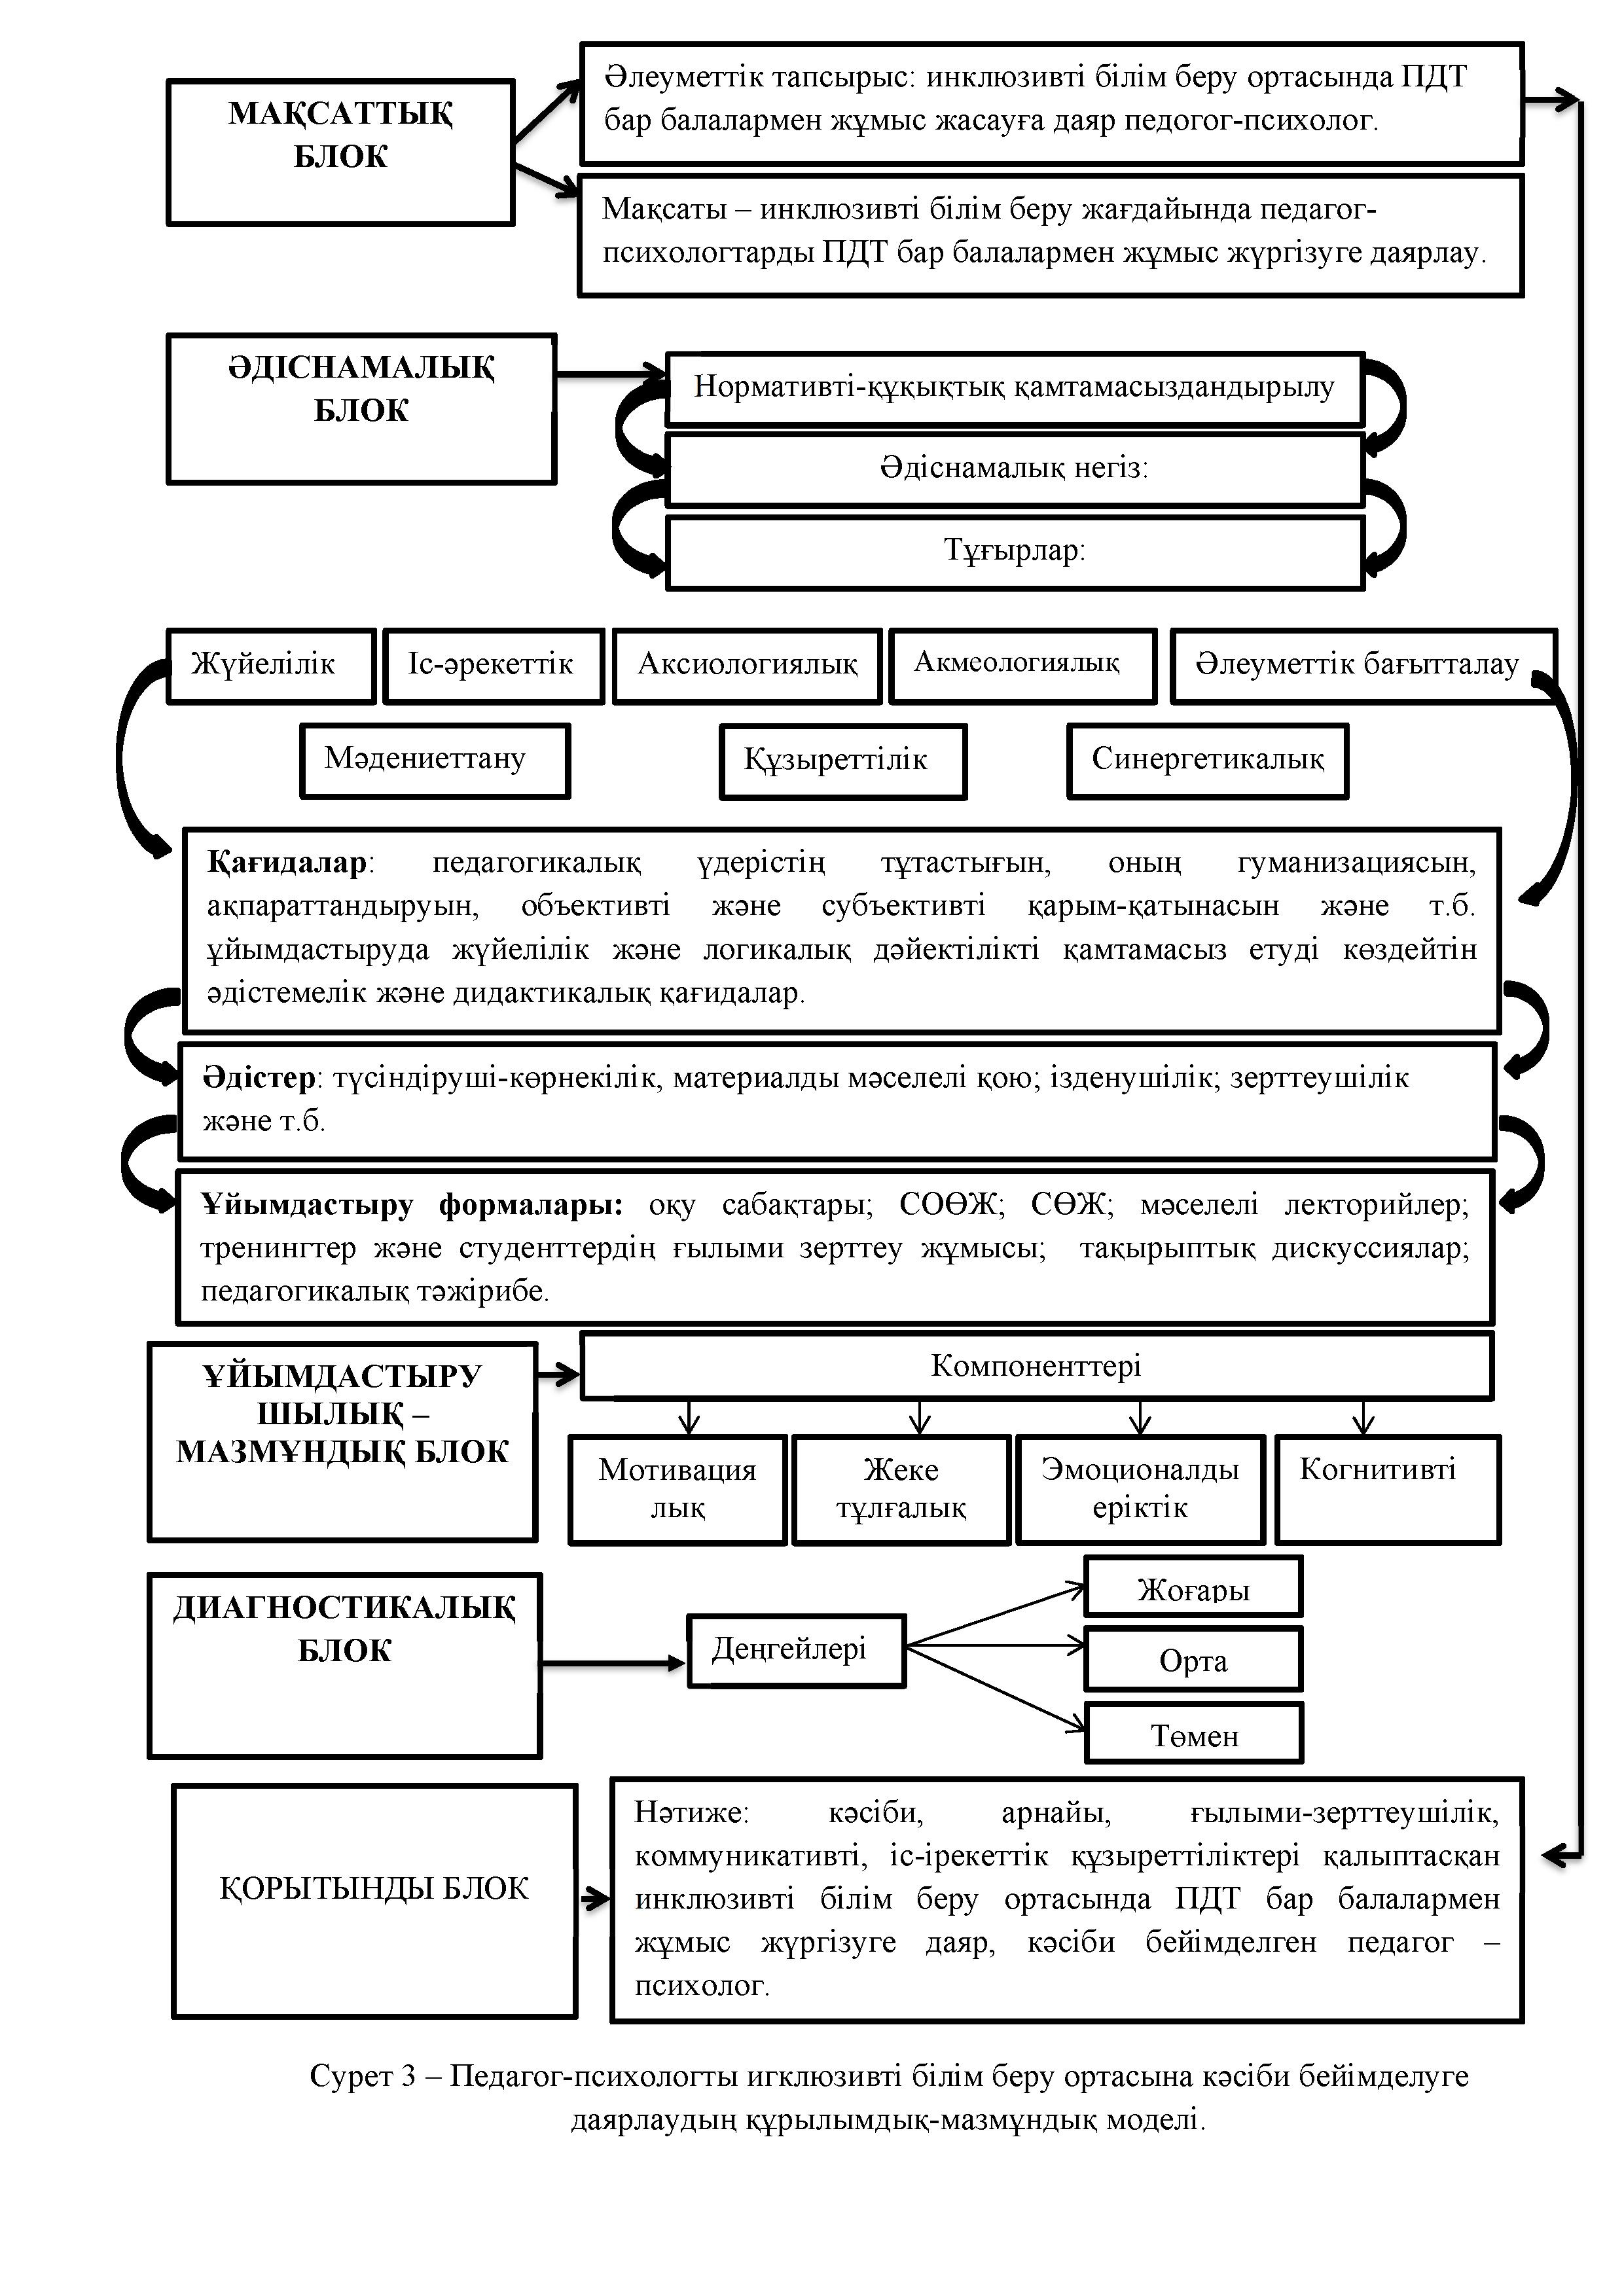 МАҚСАТТЫҚ
БЛОК
Әлеуметтік тапсырыс: инклюзивті білім беру ортасында ПДТ
бар балалармен жұмыс жасауға даяр педогог-психолог.
Мақсаты – инклюзивті білім беру жағдайында педагог-
психологтарды ПДТ бар балалармен жұмыс жүргізуге даярлау.
ӘДІСНАМАЛЫҚ
БЛОК
Нормативті-құқықтық қамтамасыздандырылу
Әдіснамалық негіз:
Тұғырлар:
Жүйелілік
Іс-әрекеттік
Аксиологиялық
Акмеологиялық
Әлеуметтік бағытталау
Мәдениеттану
Құзыреттілік
Синергетикалық
Қағидалар: педагогикалық үдерістің тұтастығын, оның гуманизациясын,
ақпараттандыруын, объективті және субъективті қарым-қатынасын және т.б.
ұйымдастыруда жүйелілік және логикалық дәйектілікті қамтамасыз етуді көздейтін
әдістемелік және дидактикалық қағидалар.
Әдістер: түсіндіруші-көрнекілік, материалды мәселелі қою; ізденушілік; зерттеушілік
және т.б.
Ұйымдастыру формалары: оқу сабақтары; СОӨЖ; СӨЖ; мәселелі лекторийлер;
тренингтер және студенттердің ғылыми зерттеу жұмысы; тақырыптық дискуссиялар;
педагогикалық тәжірибе.
ҰЙЫМДАСТЫРУ
ШЫЛЫҚ –
МАЗМҰНДЫҚ БЛОК
Компоненттері
Мотивация
лық
Жеке
тұлғалық
Эмоционалды
еріктік
Когнитивті
ДИАГНОСТИКАЛЫҚ
БЛОК
Деңгейлері
Жоғары
Орта
Төмен
ҚОРЫТЫНДЫ БЛОК
Нәтиже: кәсіби, арнайы, ғылыми-зерттеушілік,
коммуникативті, іс-ірекеттік құзыреттіліктері қалыптасқан
инклюзивті білім беру ортасында ПДТ бар балалармен
жұмыс жүргізуге даяр, кәсіби бейімделген педагог –
психолог.
Сурет 3 – Педагог-психологты игклюзивті білім беру ортасына кәсіби бейімделуге
даярлаудың құрылымдық-мазмұндық моделі.